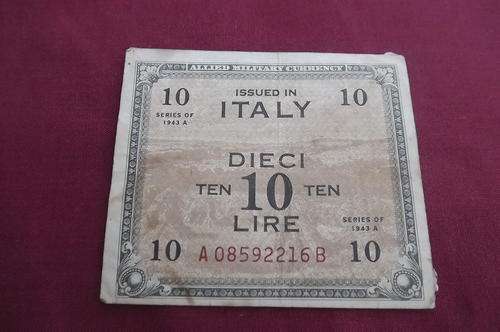 ALLIED MILITARY CURRENCY
10 ISSUED IN 10
ITALY
SERIES OF
1943 A
DIECI
TEN 10 TEN
LIRE
SERIES OF
1943 A
10 A 08592216 B 10